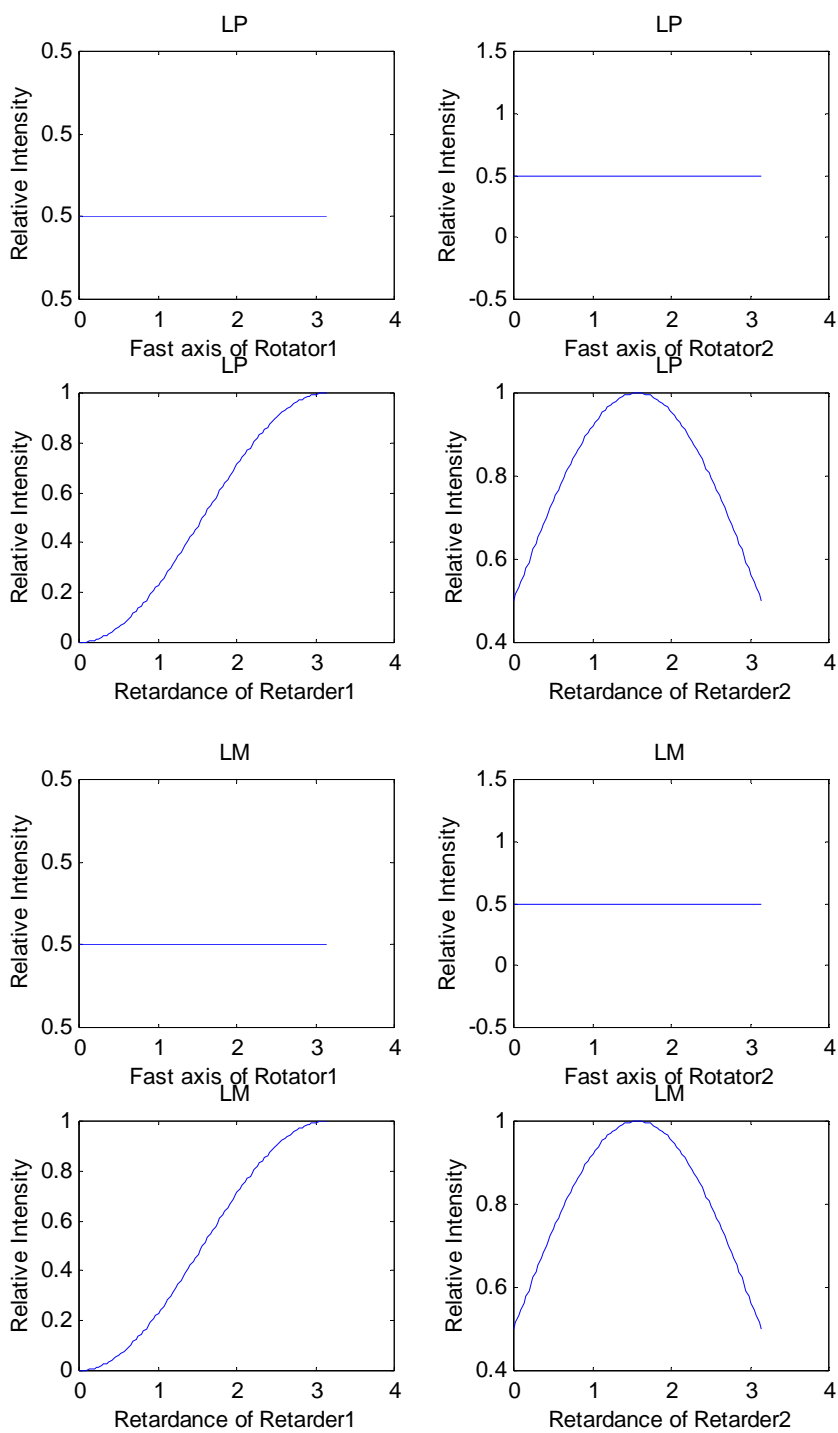 LP
Relative Intensity
0.5
0.5
0.5
0.5
0 1 2 3 4
Fast axis of Rotator1
LP
Relative Intensity
1.5
1
0.5
0
-0.5
0 1 2 3 4
Fast axis of Rotator2
LP
Relative Intensity
1
0.8
0.6
0.4
0.2
0
0 1 2 3 4
Retardance of Retarder1
LP
Relative Intensity
1
0.8
0.6
0.4
0 1 2 3 4
Retardance of Retarder2
LM
Relative Intensity
0.5
0.5
0.5
0.5
0 1 2 3 4
Fast axis of Rotator1
LM
Relative Intensity
1.5
1
0.5
0
-0.5
0 1 2 3 4
Fast axis of Rotator2
LM
Relative Intensity
1
0.8
0.6
0.4
0.2
0
0 1 2 3 4
Retardance of Retarder1
LM
Relative Intensity
1
0.8
0.6
0.4
0 1 2 3 4
Retardance of Retarder2